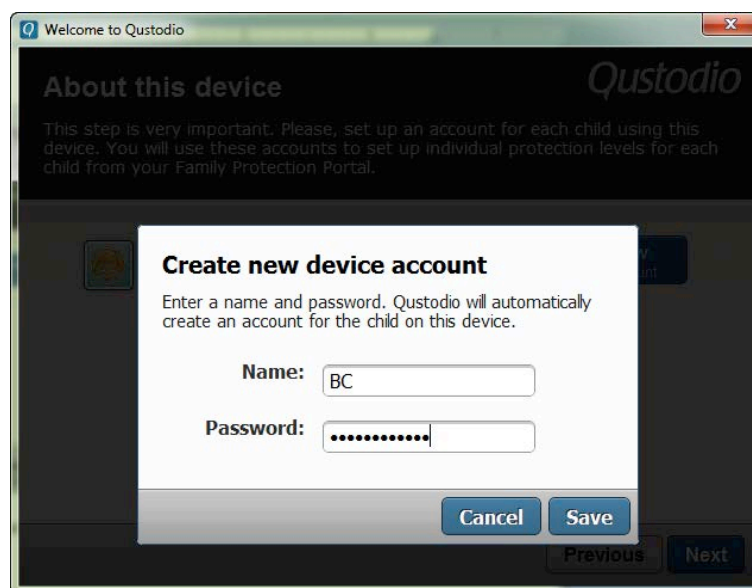 Welcome to Qustodio
About this device
Qustodio
This step is very important. Please, set up an account for each child using this
device. You will use these accounts to set up individual protection levels for each
child from your Family Protection Portal.
Create new device account
Enter a name and password. Qustodio will automatically
create an account for the child on this device.
Name:
BC
Password:
••••••••••••
Cancel
Save
Previous
Next